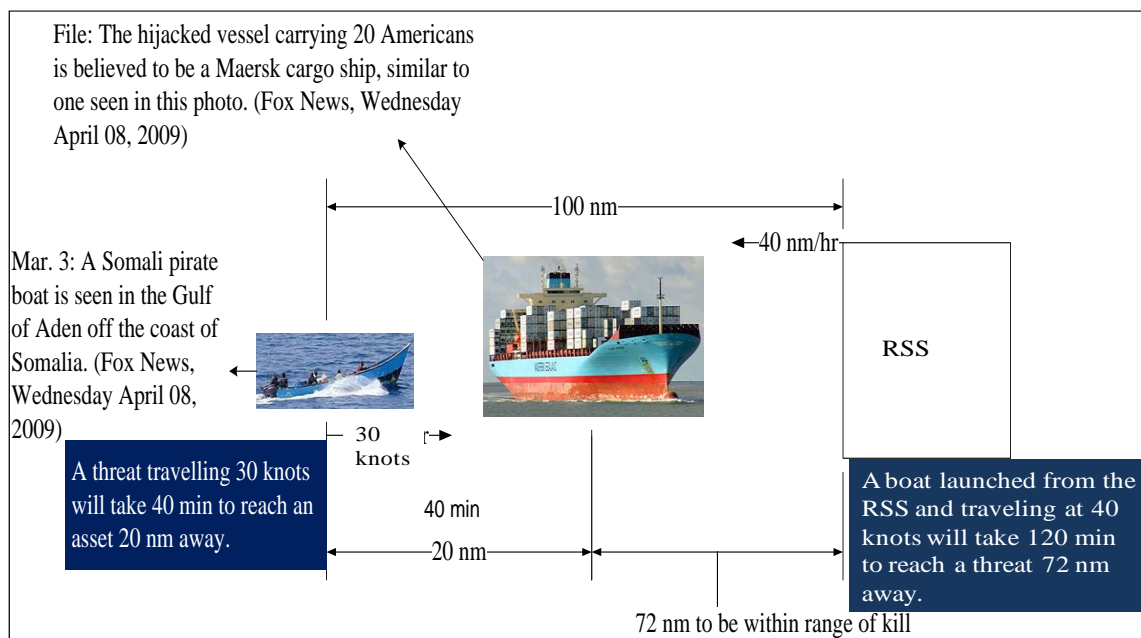 File: The hijacked vessel carrying 20 Americans
is believed to be a Maersk cargo ship, similar to
one seen in this photo. (Fox News, Wednesday
April 08, 2009)
100 nm
40 nm/hr
Mar. 3: A Somali pirate
boat is seen in the Gulf
of Aden off the coast of
Somalia. (Fox News,
Wednesday April 08,
2009)
RSS
30 r
knots
A threat travelling 30 knots
will take 40 min to reach an
asset 20 nm away.
40 min
20 nm
A boat launched from the
RSS and traveling at 40
knots will take 120 min
to reach a threat 72 nm
away.
72 nm to be within range of kill